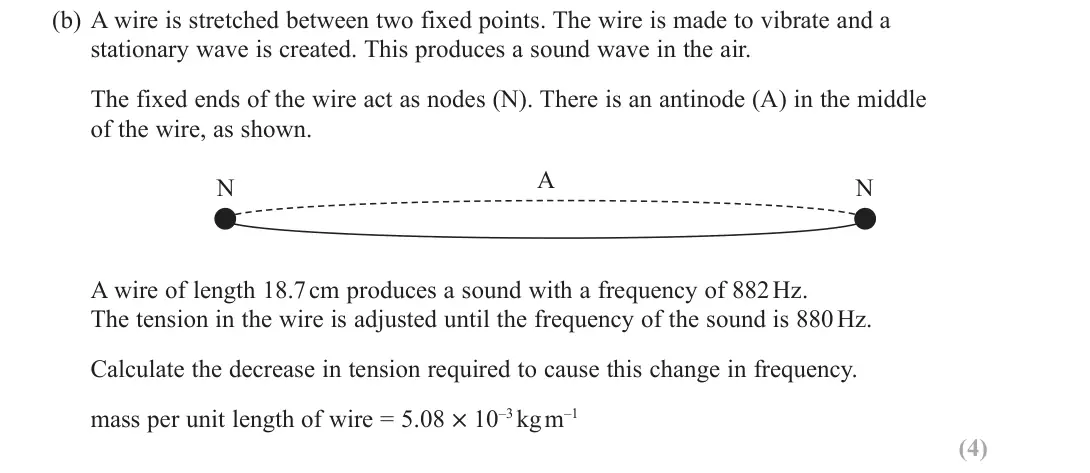 (b) A wire is stretched between two fixed points. The wire is made to vibrate and a
stationary wave is created. This produces a sound wave in the air.
The fixed ends of the wire act as nodes (N). There is an antinode (A) in the middle
of the wire, as shown.
N A N
A wire of length 18.7 cm produces a sound with a frequency of 882 Hz.
The tension in the wire is adjusted until the frequency of the sound is 880 Hz.
Calculate the decrease in tension required to cause this change in frequency.
mass per unit length of wire = 5.08 × 10⁻³ kg m⁻¹
(4)